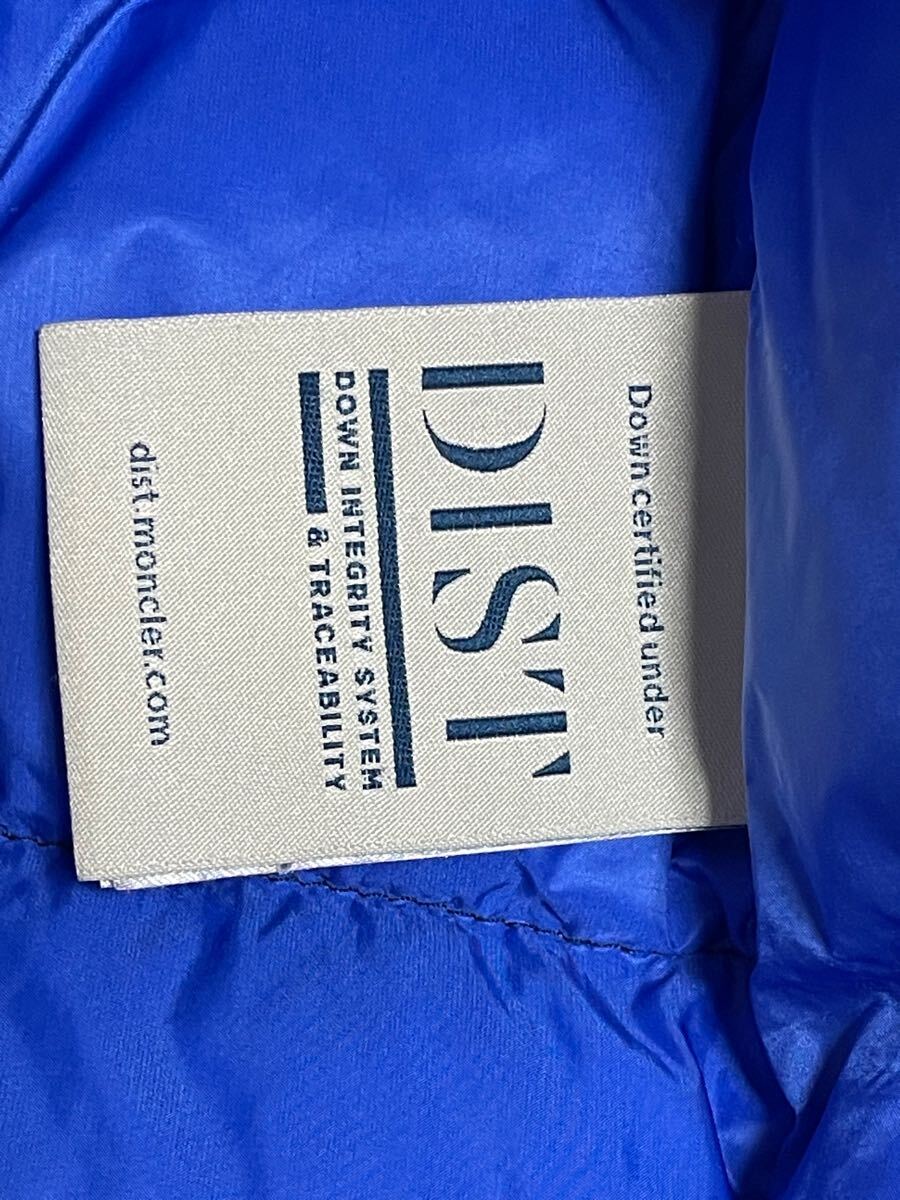 Down certified under
DIST
DOWN INTEGRITY SYSTEM
& TRACEABILITY
dist.moncler.com